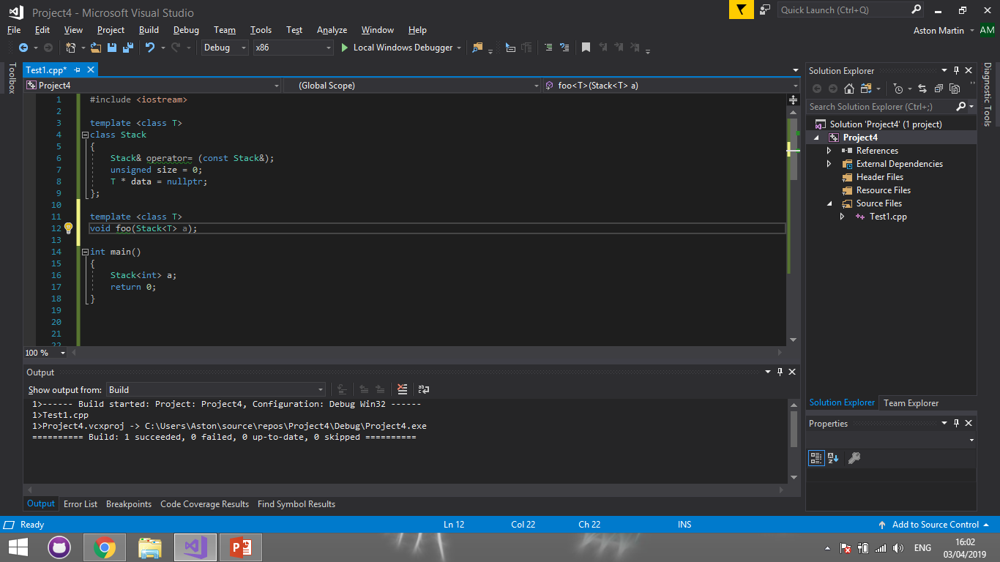 Project4 - Microsoft Visual Studio
Quick Launch (Ctrl+Q)
File Edit View Project Build Debug Team Tools Test Analyze Window Help
Aston Martin AM
Debug x86 Local Windows Debugger
Toolbox
Test1.cpp*
Project4 (Global Scope) foo<T>(Stack<T> a)
1 #include <iostream>
2
3 template <class T>
4 class Stack
5 {
6 Stack& operator= (const Stack&);
7 unsigned size = 0;
8 T * data = nullptr;
9 };
10
11 template <class T>
12 void foo(Stack<T> a);
13
14 int main()
15 {
16 Stack<int> a;
17 return 0;
18 }
19
20
21
22
100 %
Output
Show output from: Build
1>------ Build started: Project: Project4, Configuration: Debug Win32 ------
1>Test1.cpp
1>Project4.vcxproj -> C:\Users\Aston\source\repos\Project4\Debug\Project4.exe
========== Build: 1 succeeded, 0 failed, 0 up-to-date, 0 skipped ==========
Output Error List Breakpoints Code Coverage Results Find Symbol Results
Solution Explorer
Search Solution Explorer (Ctrl+;)
Solution 'Project4' (1 project)
Project4
References
External Dependencies
Header Files
Resource Files
Source Files
Test1.cpp
Solution Explorer Team Explorer
Properties
Diagnostic Tools
Ready Ln 12 Col 22 Ch 22 INS Add to Source Control
ENG
16:02
03/04/2019